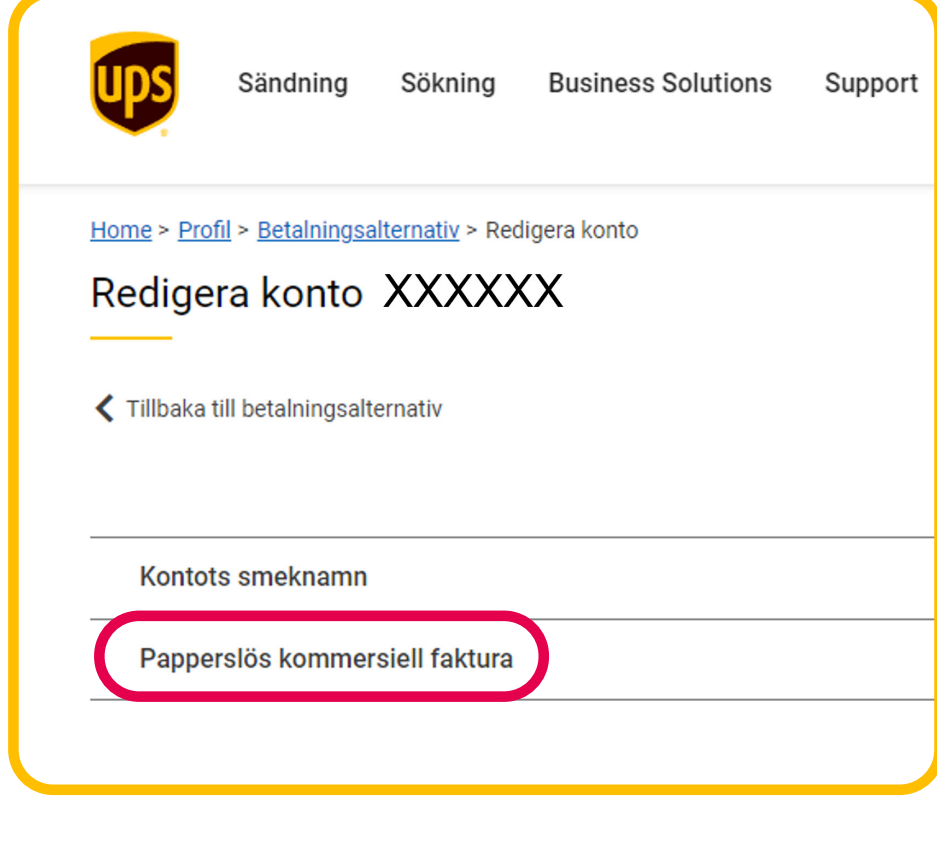 ups
Sändning Sökning Business Solutions Support
Home > Profil > Betalningsalternativ > Redigera konto
Redigera konto XXXXXX
Tillbaka till betalningsalternativ
Kontots smeknamn
Papperslös kommersiell faktura